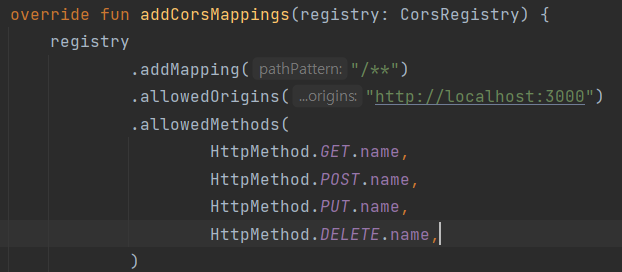 override fun addCorsMappings(registry: CorsRegistry) {
registry
.addMapping( pathPattern: "/**")
.allowedOrigins( ...origins: "http://localhost:3000")
.allowedMethods(
HttpMethod.GET.name,
HttpMethod.POST.name,
HttpMethod.PUT.name,
HttpMethod.DELETE.name,
)